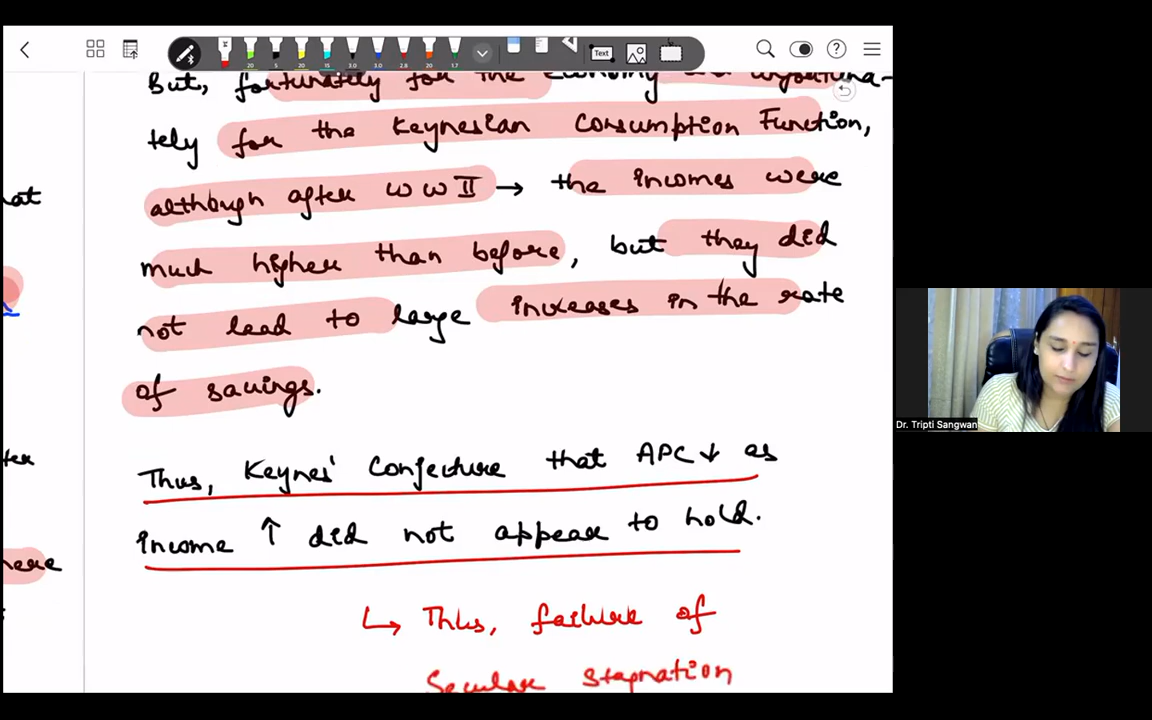 Text
But, fortunately for the economy and unfortuna-
tely for the Keynesian Consumption Function,
although after WW II → the incomes were
much higher than before, but they did
not lead to large increases in the rate
of savings.
Thus, Keynes' Conjecture that APC ↓ as
income ↑ did not appear to hold.
↳ Thus, failure of
Secular Stagnation
Dr. Tripti Sangwan